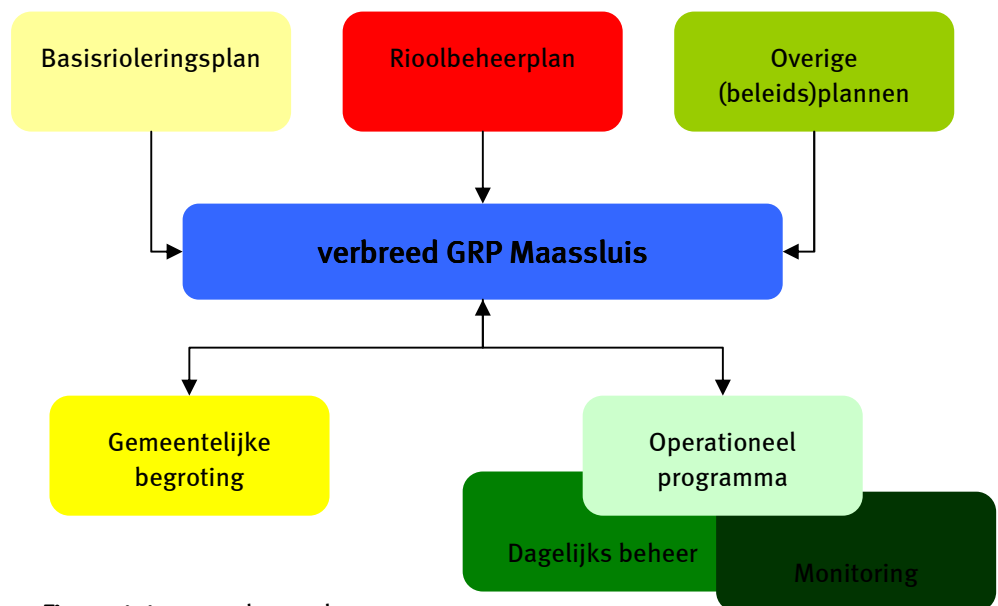 Basisrioleringsplan
Rioolbeheerplan
Overige
(beleids)plannen
verbreed GRP Maassluis
Gemeentelijke
begroting
Operationeel
programma
Dagelijks beheer
Monitoring